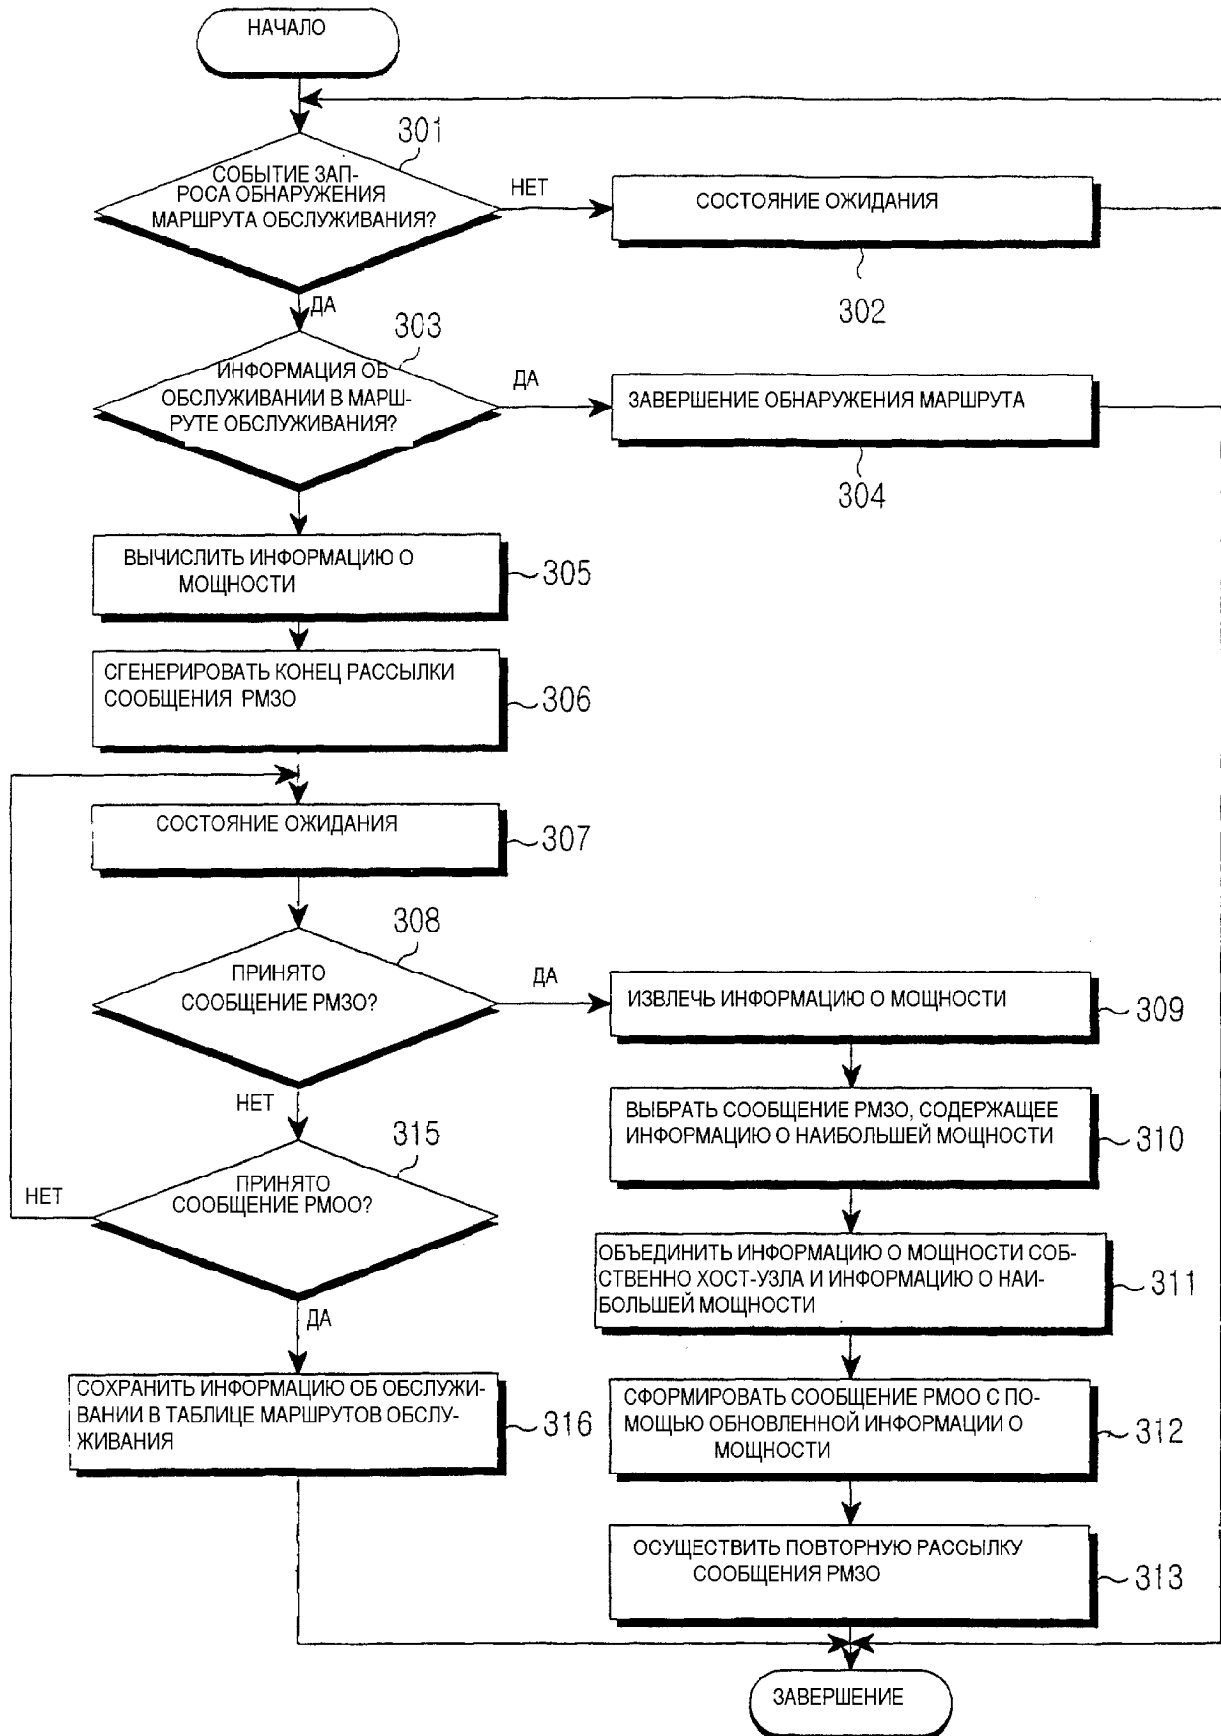 НАЧАЛО
301
СОБЫТИЕ ЗАП-
РОСА ОБНАРУЖЕНИЯ
МАРШРУТА ОБСЛУЖИВАНИЯ?
НЕТ
СОСТОЯНИЕ ОЖИДАНИЯ
302
ДА
303
ИНФОРМАЦИЯ ОБ
ОБСЛУЖИВАНИИ В МАРШ-
РУТЕ ОБСЛУЖИВАНИЯ?
ДА
ЗАВЕРШЕНИЕ ОБНАРУЖЕНИЯ МАРШРУТА
304
ВЫЧИСЛИТЬ ИНФОРМАЦИЮ О
МОЩНОСТИ
305
СГЕНЕРИРОВАТЬ КОНЕЦ РАССЫЛКИ
СООБЩЕНИЯ РМЗО
306
СОСТОЯНИЕ ОЖИДАНИЯ
307
308
ПРИНЯТО
СООБЩЕНИЕ РМЗО?
ДА
ИЗВЛЕЧЬ ИНФОРМАЦИЮ О МОЩНОСТИ
309
НЕТ
ВЫБРАТЬ СООБЩЕНИЕ РМЗО, СОДЕРЖАЩЕЕ
ИНФОРМАЦИЮ О НАИБОЛЬШЕЙ МОЩНОСТИ
310
315
ПРИНЯТО
СООБЩЕНИЕ РМОО?
НЕТ
ОБЪЕДИНИТЬ ИНФОРМАЦИЮ О МОЩНОСТИ СОБ-
СТВЕННО ХОСТ-УЗЛА И ИНФОРМАЦИЮ О НАИ-
БОЛЬШЕЙ МОЩНОСТИ
311
ДА
СОХРАНИТЬ ИНФОРМАЦИЮ ОБ ОБСЛУЖИ-
ВАНИИ В ТАБЛИЦЕ МАРШРУТОВ ОБСЛУ-
ЖИВАНИЯ
316
СФОРМИРОВАТЬ СООБЩЕНИЕ РМОО С ПО-
МОЩЬЮ ОБНОВЛЕННОЙ ИНФОРМАЦИИ О
МОЩНОСТИ
312
ОСУЩЕСТВИТЬ ПОВТОРНУЮ РАССЫЛКУ
СООБЩЕНИЯ РМЗО
313
ЗАВЕРШЕНИЕ